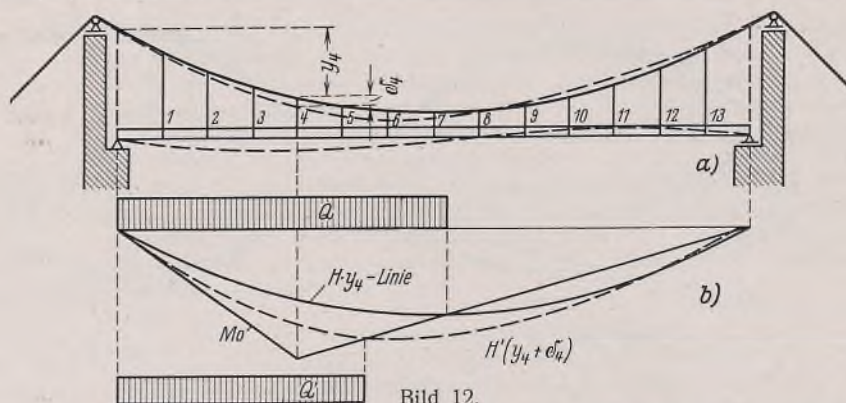 y₄
δ₄
1 2 3 4 5 6 7 8 9 10 11 12 13
a)
Q
H·y₄–Linie
b)
Mo
H'(y₄ + δ₄)
Q'
Bild 12.